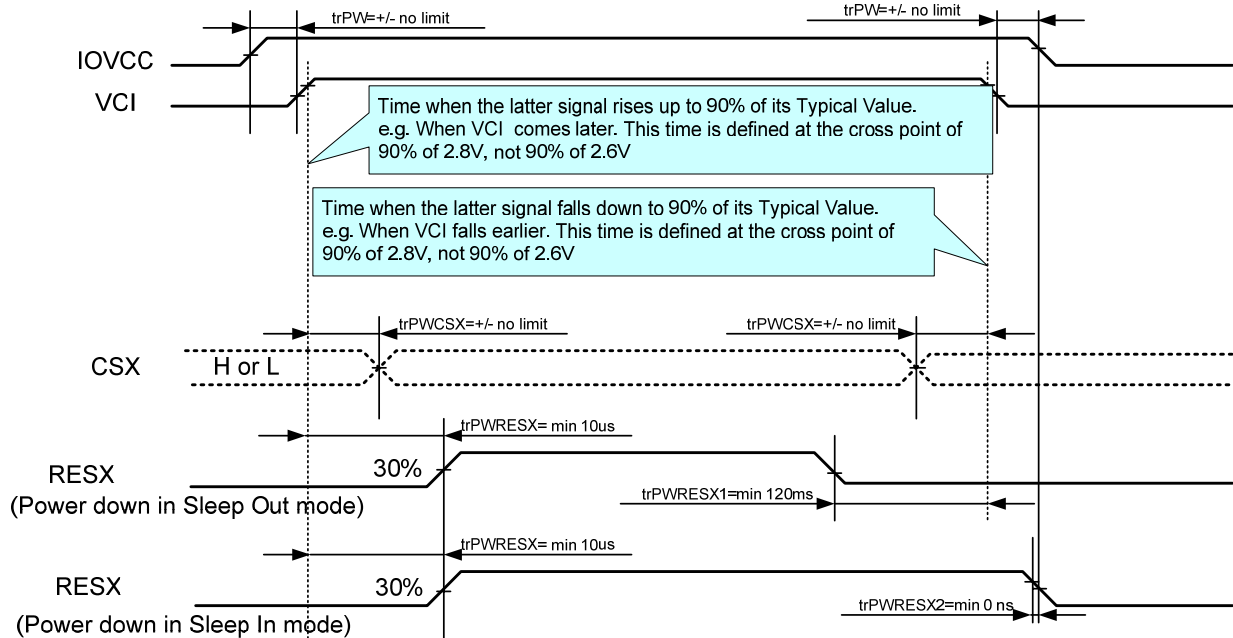 trPW=+/- no limit
trPW=+/- no limit
IOVCC
VCI
Time when the latter signal rises up to 90% of its Typical Value.
e.g. When VCI comes later. This time is defined at the cross point of
90% of 2.8V, not 90% of 2.6V
Time when the latter signal falls down to 90% of its Typical Value.
e.g. When VCI falls earlier. This time is defined at the cross point of
90% of 2.8V, not 90% of 2.6V
trPWCSX=+/- no limit
trPWCSX=+/- no limit
CSX
H or L
trPWRESX= min 10us
RESX
30%
(Power down in Sleep Out mode)
trPWRESX1=min 120ms
trPWRESX= min 10us
RESX
30%
trPWRESX2=min 0 ns
(Power down in Sleep In mode)